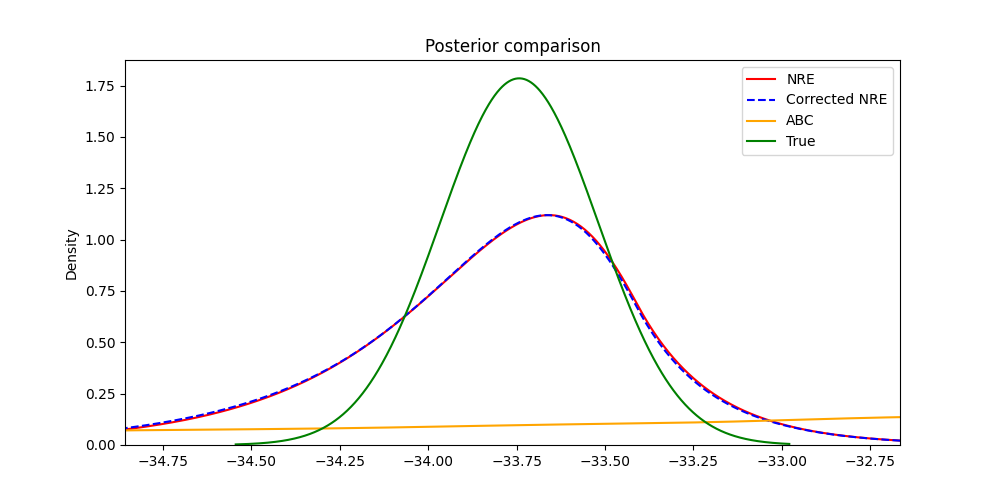 Posterior comparison
NRE
Corrected NRE
ABC
True
Density
1.75
1.50
1.25
1.00
0.75
0.50
0.25
0.00
−34.75
−34.50
−34.25
−34.00
−33.75
−33.50
−33.25
−33.00
−32.75